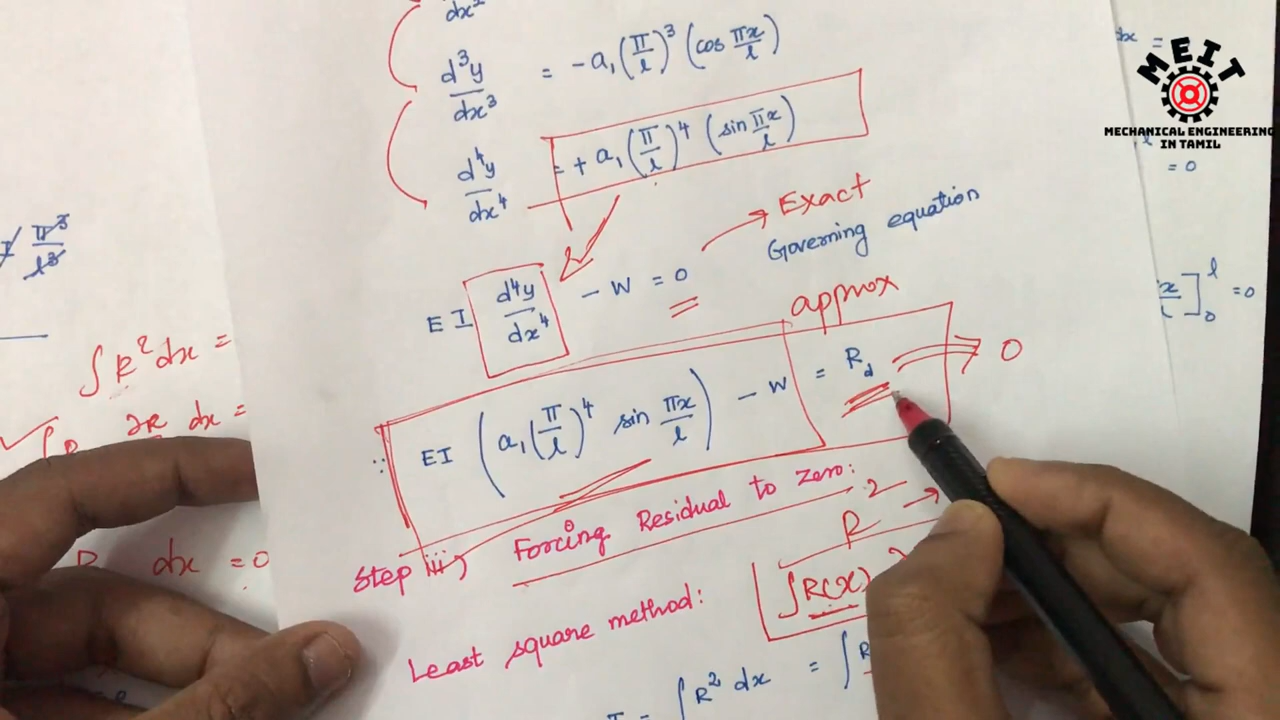 dx²
d³y/dx³ = -a₁(π/l)³ (cos πx/l)
d⁴y/dx⁴ = + a₁(π/l)⁴ (sin πx/l)
→ Exact
Governing equation
EI d⁴y/dx⁴ - w = 0
approx
∴ EI (a₁(π/l)⁴ sin πx/l) - w = R_d ⇒ 0
Step iii, Forcing Residual to zero:
R² →
Least square method: ∫R(x)
= ∫R² dx = ∫R
π³/l³
∫R²dx =
∂R dx =
R dx = 0
dx =
= 0
]₀ˡ = 0
MEIT
MECHANICAL ENGINEERING
IN TAMIL